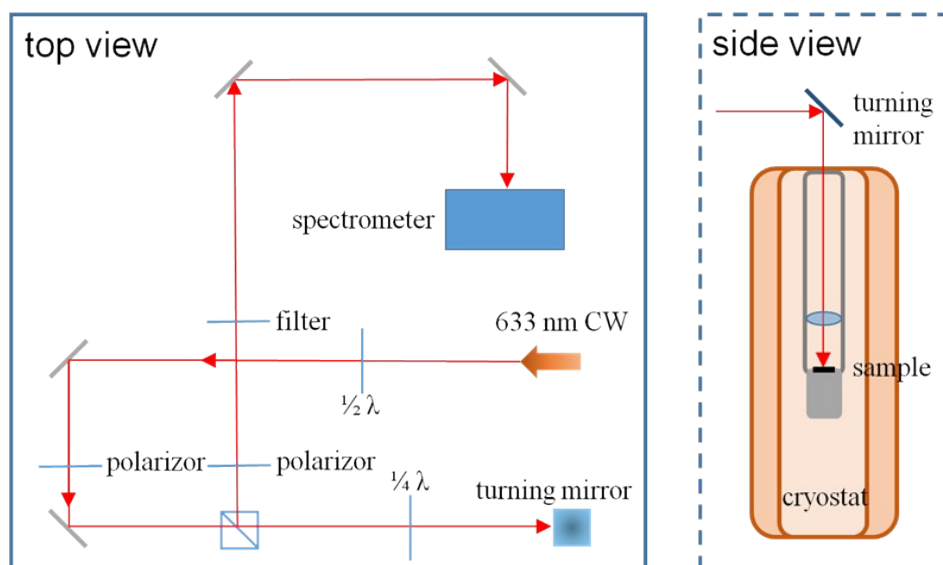 top view
spectrometer
filter
633 nm CW
½ λ
polarizor
polarizor
¼ λ
turning mirror
side view
turning
mirror
sample
cryostat